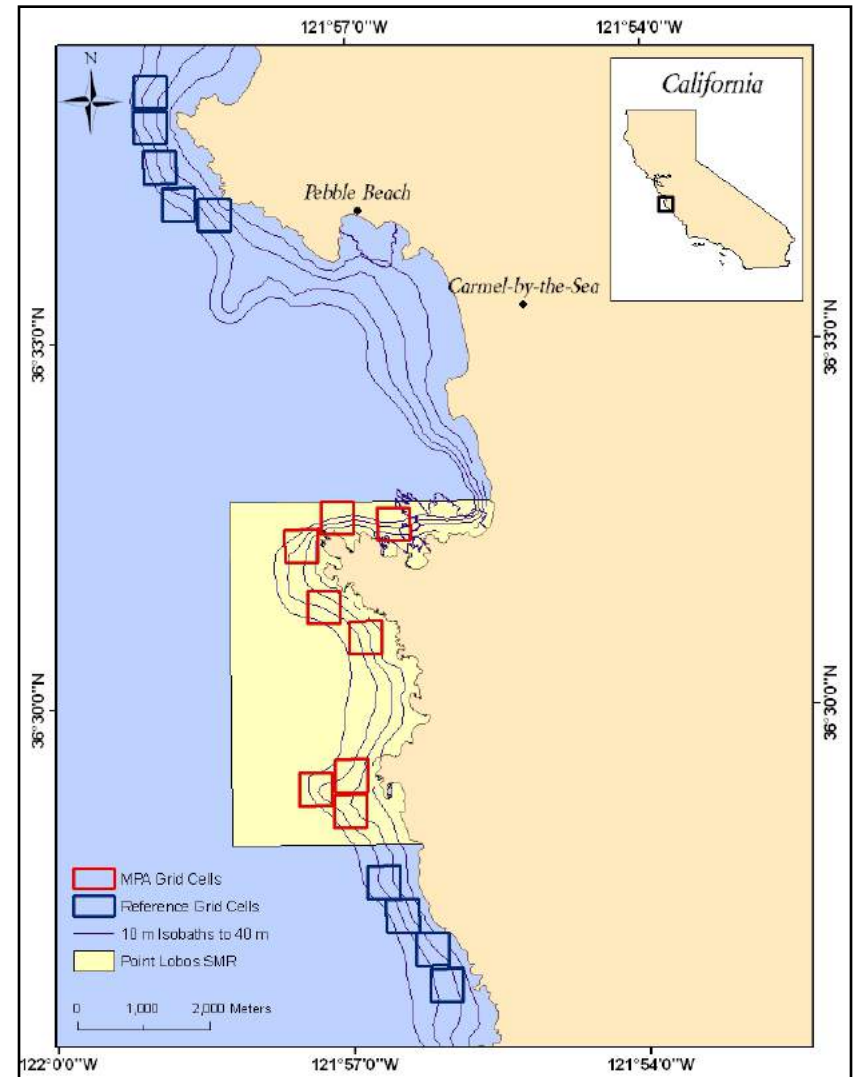 121°57'0"W 121°54'0"W
N
California
Pebble Beach
Carmel-by-the-Sea
36°33'0"N 36°33'0"N
36°30'0"N 36°30'0"N
MPA Grid Cells
Reference Grid Cells
10 m Isobaths to 40 m
Point Lobos SMR
0 1,000 2,000 Meters
122°0'0"W 121°57'0"W 121°54'0"W